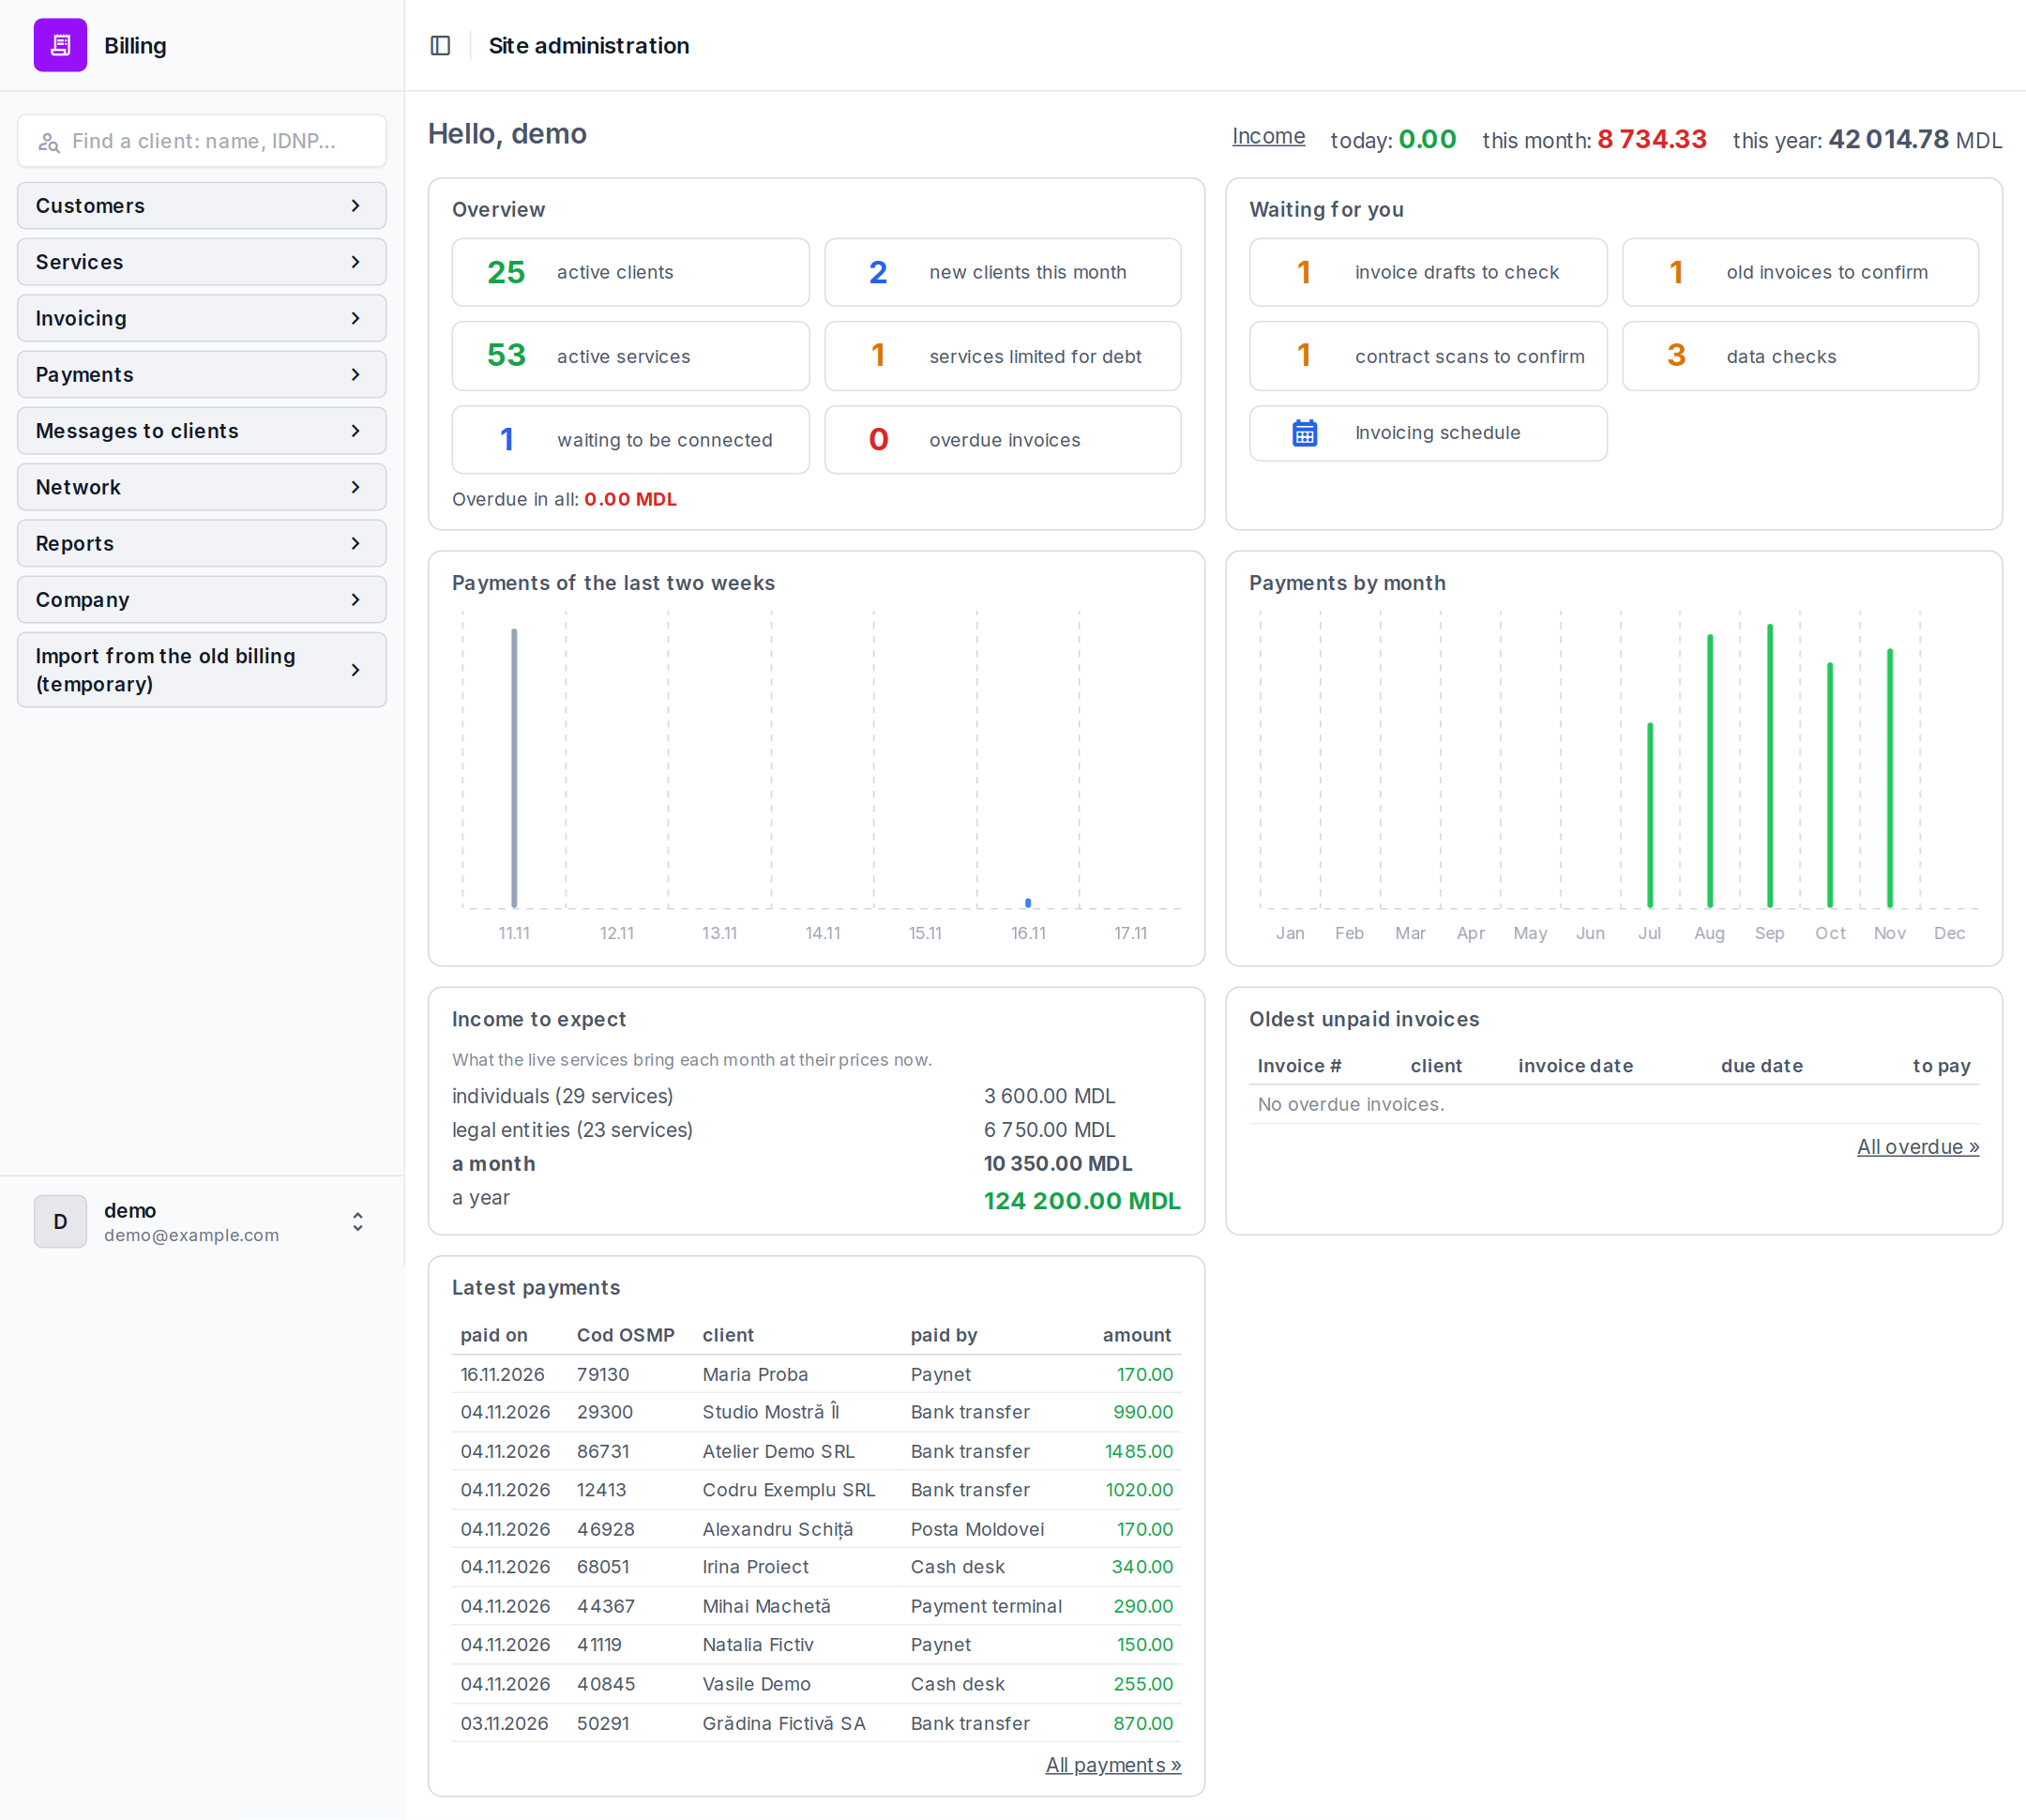 Billing
Site administration
Find a client: name, IDNP...
Customers
Services
Invoicing
Payments
Messages to clients
Network
Reports
Company
Import from the old billing
(temporary)
D
demo
demo@example.com
Hello, demo
Income today: 0.00 this month: 8 734.33 this year: 42 014.78 MDL
Overview
25 active clients
2 new clients this month
53 active services
1 services limited for debt
1 waiting to be connected
0 overdue invoices
Overdue in all: 0.00 MDL
Waiting for you
1 invoice drafts to check
1 old invoices to confirm
1 contract scans to confirm
3 data checks
Invoicing schedule
Payments of the last two weeks
11.11 12.11 13.11 14.11 15.11 16.11 17.11
Payments by month
Jan Feb Mar Apr May Jun Jul Aug Sep Oct Nov Dec
Income to expect
What the live services bring each month at their prices now.
individuals (29 services) 3 600.00 MDL
legal entities (23 services) 6 750.00 MDL
a month 10 350.00 MDL
a year 124 200.00 MDL
Oldest unpaid invoices
Invoice # client invoice date due date to pay
No overdue invoices.
All overdue »
Latest payments
paid on Cod OSMP client paid by amount
16.11.2026 79130 Maria Proba Paynet 170.00
04.11.2026 29300 Studio Mostră ÎI Bank transfer 990.00
04.11.2026 86731 Atelier Demo SRL Bank transfer 1485.00
04.11.2026 12413 Codru Exemplu SRL Bank transfer 1020.00
04.11.2026 46928 Alexandru Schiță Posta Moldovei 170.00
04.11.2026 68051 Irina Proiect Cash desk 340.00
04.11.2026 44367 Mihai Machetă Payment terminal 290.00
04.11.2026 41119 Natalia Fictiv Paynet 150.00
04.11.2026 40845 Vasile Demo Cash desk 255.00
03.11.2026 50291 Grădina Fictivă SA Bank transfer 870.00
All payments »